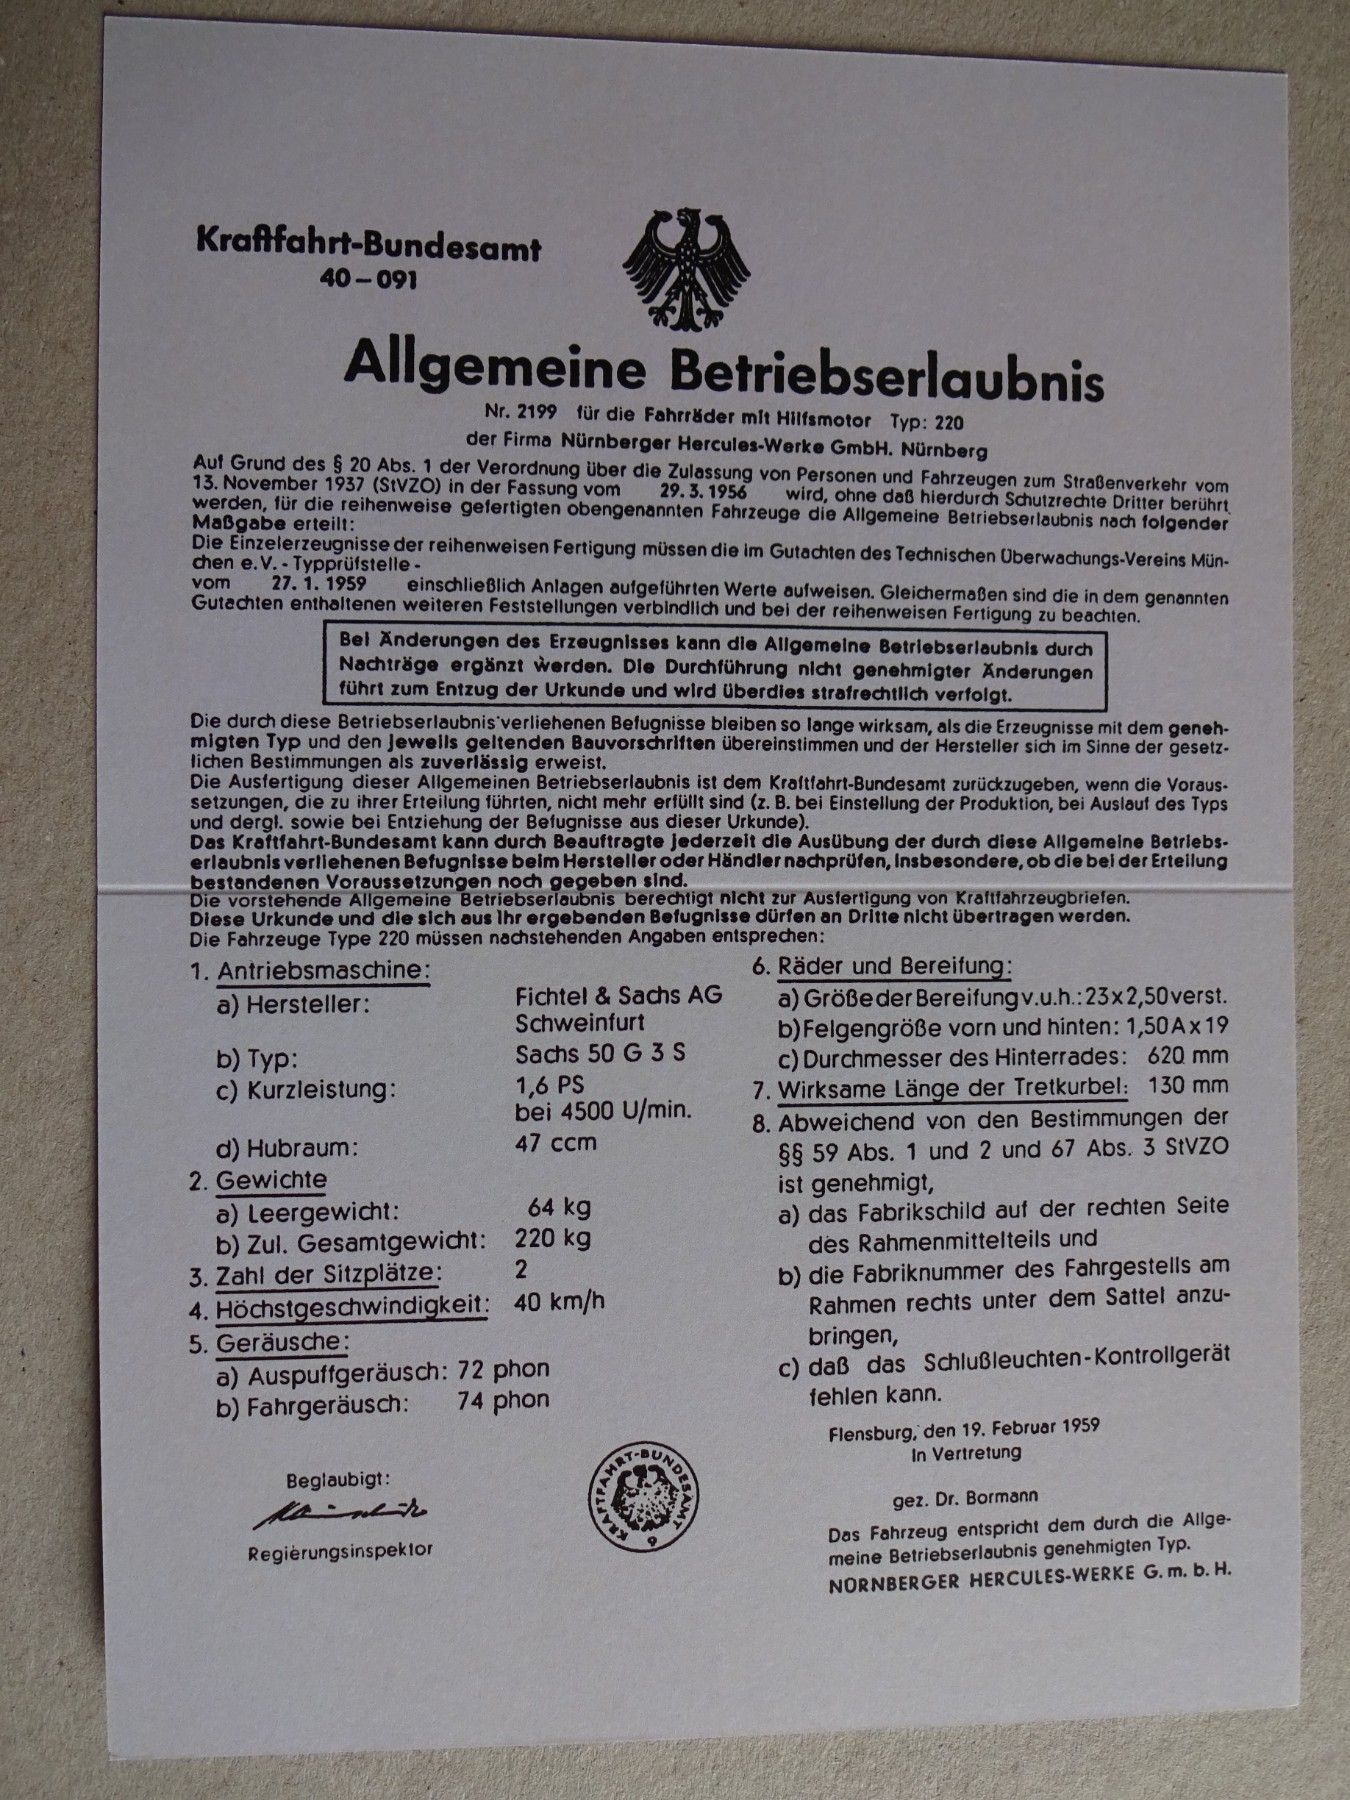 Kraftfahrt-Bundesamt
40 – 091
Allgemeine Betriebserlaubnis
Nr. 2199 für die Fahrräder mit Hilfsmotor Typ: 220
der Firma Nürnberger Hercules-Werke GmbH. Nürnberg
Auf Grund des § 20 Abs. 1 der Verordnung über die Zulassung von Personen und Fahrzeugen zum Straßenverkehr vom
13. November 1937 (StVZO) in der Fassung vom 29. 3. 1956 wird, ohne daß hierdurch Schutzrechte Dritter berührt
werden, für die reihenweise gefertigten obengenannten Fahrzeuge die Allgemeine Betriebserlaubnis nach folgender
Maßgabe erteilt:
Die Einzelerzeugnisse der reihenweisen Fertigung müssen die im Gutachten des Technischen Überwachungs-Vereins Mün-
chen e.V. - Typprüfstelle -
vom 27. 1. 1959 einschließlich Anlagen aufgeführten Werte aufweisen. Gleichermaßen sind die in dem genannten
Gutachten enthaltenen weiteren Feststellungen verbindlich und bei der reihenweisen Fertigung zu beachten.
Bei Änderungen des Erzeugnisses kann die Allgemeine Betriebserlaubnis durch
Nachträge ergänzt werden. Die Durchführung nicht genehmigter Änderungen
führt zum Entzug der Urkunde und wird überdies strafrechtlich verfolgt.
Die durch diese Betriebserlaubnis verliehenen Befugnisse bleiben so lange wirksam, als die Erzeugnisse mit dem geneh-
migten Typ und den jeweils geltenden Bauvorschriften übereinstimmen und der Hersteller sich im Sinne der gesetz-
lichen Bestimmungen als zuverlässig erweist.
Die Ausfertigung dieser Allgemeinen Betriebserlaubnis ist dem Kraftfahrt-Bundesamt zurückzugeben, wenn die Voraus-
setzungen, die zu ihrer Erteilung führten, nicht mehr erfüllt sind (z. B. bei Einstellung der Produktion, bei Auslauf des Typs
und dergl. sowie bei Entziehung der Befugnisse aus dieser Urkunde).
Das Kraftfahrt-Bundesamt kann durch Beauftragte jederzeit die Ausübung der durch diese Allgemeine Betriebs-
erlaubnis verliehenen Befugnisse beim Hersteller oder Händler nachprüfen, insbesondere, ob die bei der Erteilung
bestandenen Voraussetzungen noch gegeben sind.
Die vorstehende Allgemeine Betriebserlaubnis berechtigt nicht zur Ausfertigung von Kraftfahrzeugbriefen.
Diese Urkunde und die sich aus ihr ergebenden Befugnisse dürfen an Dritte nicht übertragen werden.
Die Fahrzeuge Type 220 müssen nachstehenden Angaben entsprechen:
1. Antriebsmaschine:
a) Hersteller: Fichtel & Sachs AG
Schweinfurt
b) Typ: Sachs 50 G 3 S
c) Kurzleistung: 1,6 PS
bei 4500 U/min.
d) Hubraum: 47 ccm
2. Gewichte
a) Leergewicht: 64 kg
b) Zul. Gesamtgewicht: 220 kg
3. Zahl der Sitzplätze: 2
4. Höchstgeschwindigkeit: 40 km/h
5. Geräusche:
a) Auspuffgeräusch: 72 phon
b) Fahrgeräusch: 74 phon
6. Räder und Bereifung:
a) Größe der Bereifung v. u. h.: 23 x 2,50 verst.
b) Felgengröße vorn und hinten: 1,50 A x 19
c) Durchmesser des Hinterrades: 620 mm
7. Wirksame Länge der Tretkurbel: 130 mm
8. Abweichend von den Bestimmungen der
§§ 59 Abs. 1 und 2 und 67 Abs. 3 StVZO
ist genehmigt,
a) das Fabrikschild auf der rechten Seite
des Rahmenmittelteils und
b) die Fabriknummer des Fahrgestells am
Rahmen rechts unter dem Sattel anzu-
bringen,
c) daß das Schlußleuchten-Kontrollgerät
fehlen kann.
Flensburg, den 19. Februar 1959
In Vertretung
gez. Dr. Bormann
Das Fahrzeug entspricht dem durch die Allge-
meine Betriebserlaubnis genehmigten Typ.
NÜRNBERGER HERCULES-WERKE G. m. b. H.
Beglaubigt:
Regierungsinspektor
KRAFTFAHRT-BUNDESAMT
9